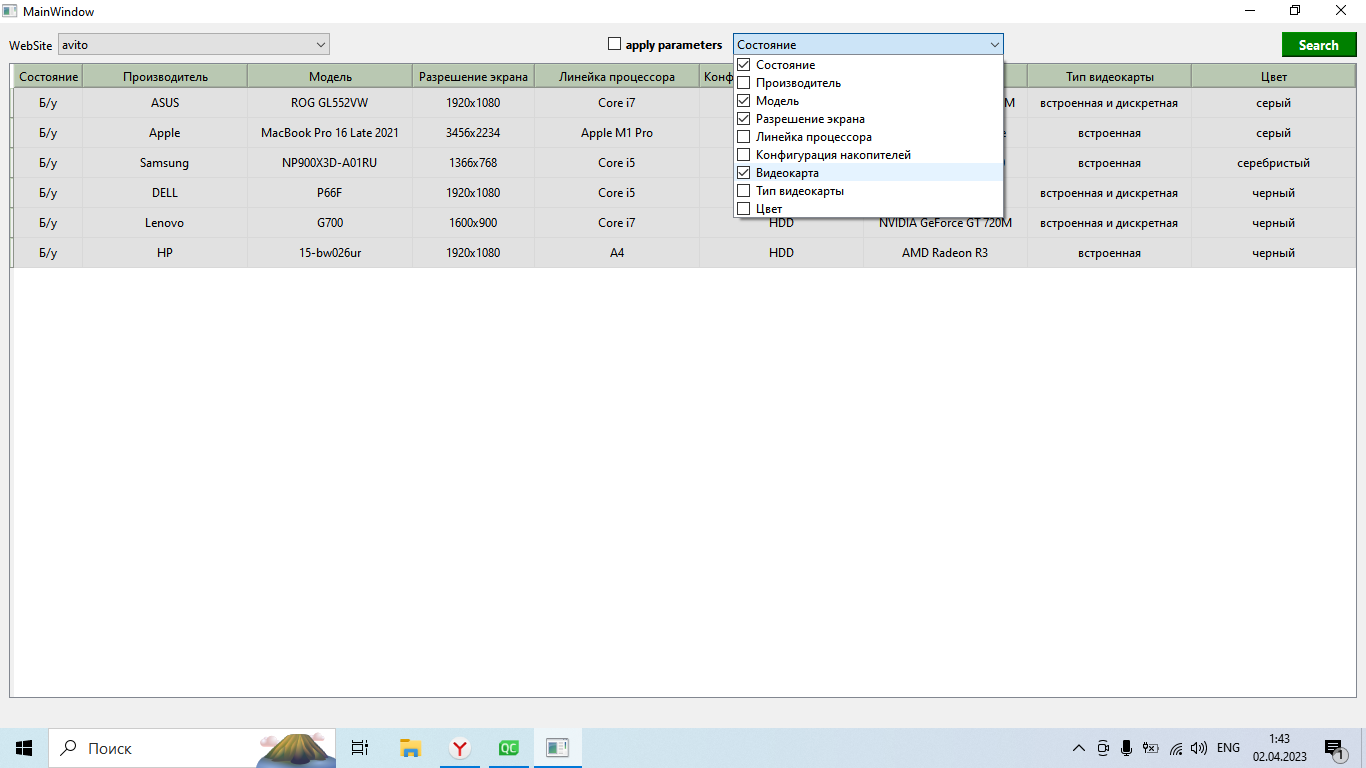 MainWindow
WebSite avito apply parameters Состояние Search
Состояние Производитель Модель Разрешение экрана Линейка процессора Конф Тип видеокарты Цвет
Состояние
Производитель
Модель
Разрешение экрана
Линейка процессора
Конфигурация накопителей
Видеокарта
Тип видеокарты
Цвет
Б/у ASUS ROG GL552VW 1920x1080 Core i7 M встроенная и дискретная серый
Б/у Apple MacBook Pro 16 Late 2021 3456x2234 Apple M1 Pro встроенная серый
Б/у Samsung NP900X3D-A01RU 1366x768 Core i5 встроенная серебристый
Б/у DELL P66F 1920x1080 Core i5 встроенная и дискретная черный
Б/у Lenovo G700 1600x900 Core i7 HDD NVIDIA GeForce GT 720M встроенная и дискретная черный
Б/у HP 15-bw026ur 1920x1080 A4 HDD AMD Radeon R3 встроенная черный
Поиск QC ENG 1:43
02.04.2023 1